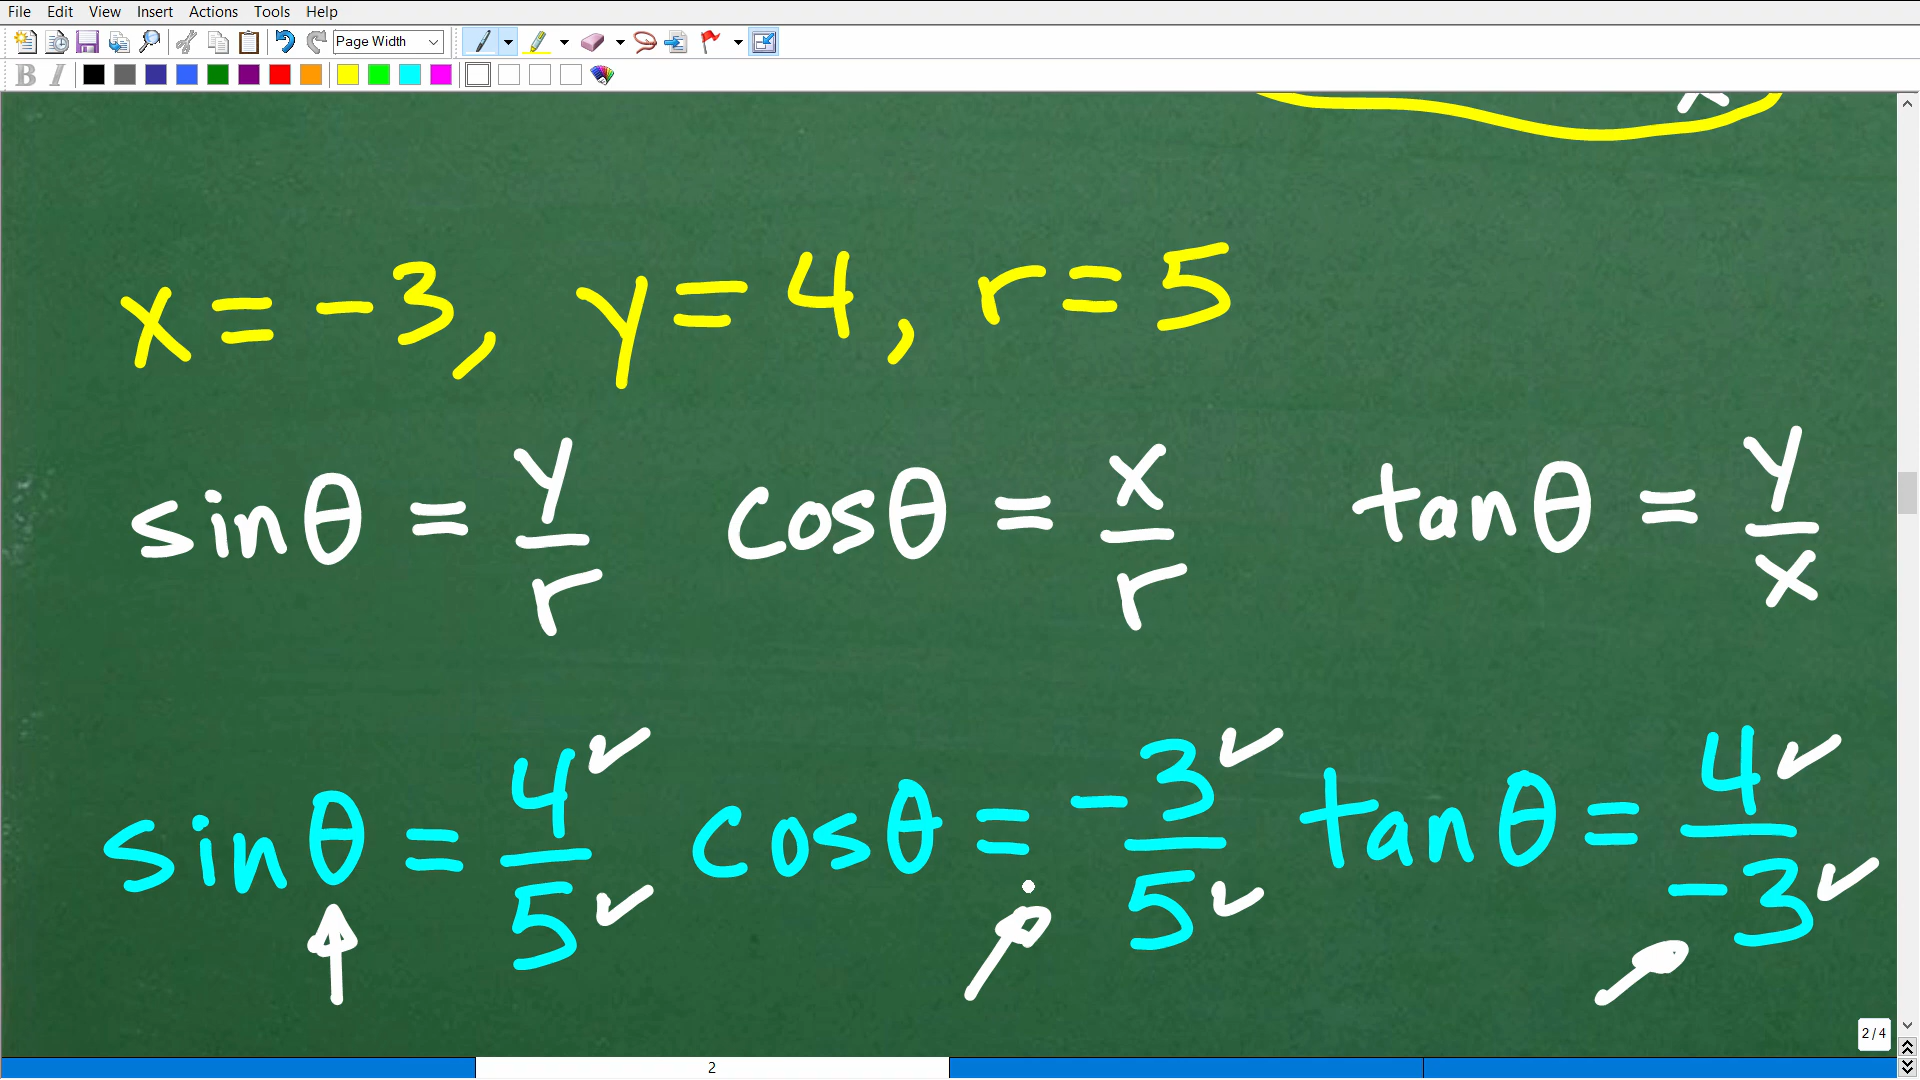 File Edit View Insert Actions Tools Help
Page Width
B I
x
x = -3, y = 4, r = 5
sinθ = y/r cosθ = x/r tanθ = y/x
sinθ = 4/5 cosθ = -3/5 tanθ = 4/-3
2 / 4
2